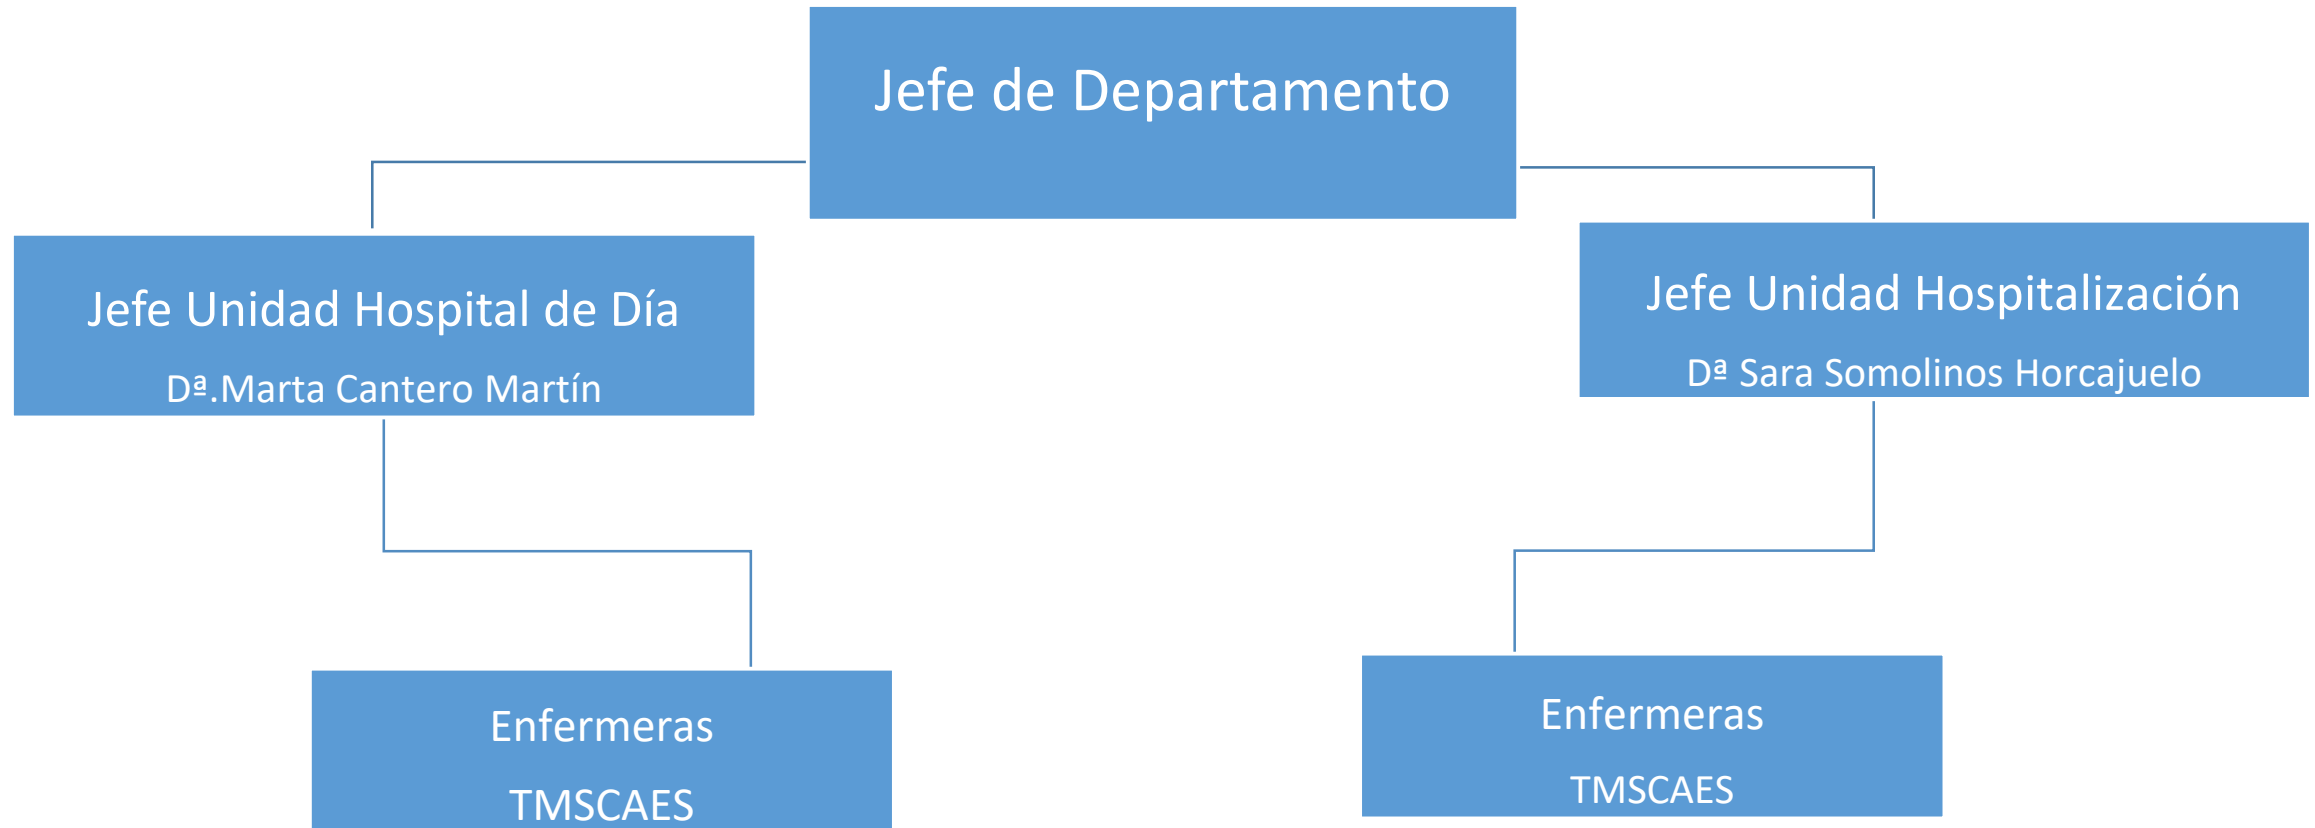 Jefe de Departamento
Jefe Unidad Hospital de Día
Dª.Marta Cantero Martín
Jefe Unidad Hospitalización
Dª Sara Somolinos Horcajuelo
Enfermeras
TMSCAES
Enfermeras
TMSCAES